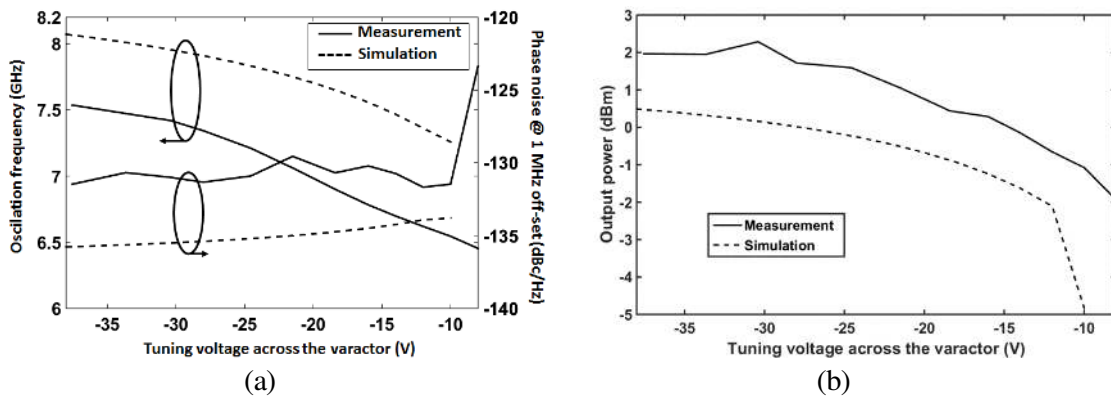 8.2
8
7.5
7
6.5
6
Oscilation frequency (GHz)
-35 -30 -25 -20 -15 -10
Tuning voltage across the varactor (V)
-120
-125
-130
-135
-140
Phase noise @ 1 MHz off-set (dBc/Hz)
Measurement
Simulation
(a)
3
2
1
0
-1
-2
-3
-4
-5
Output power (dBm)
Measurement
Simulation
-35 -30 -25 -20 -15 -10
Tuning voltage across the varactor (V)
(b)